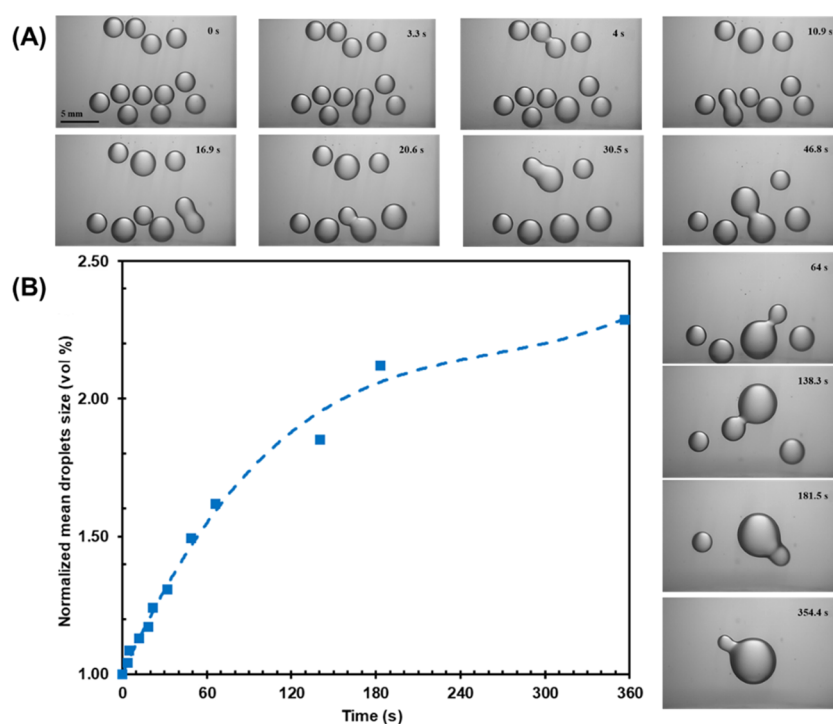 (A)
0 s
3.3 s
4 s
10.9 s
5 mm
16.9 s
20.6 s
30.5 s
46.8 s
64 s
138.3 s
181.5 s
354.4 s
(B)
Normalized mean droplets size (vol %)
2.50
2.00
1.50
1.00
0
60
120
180
240
300
360
Time (s)